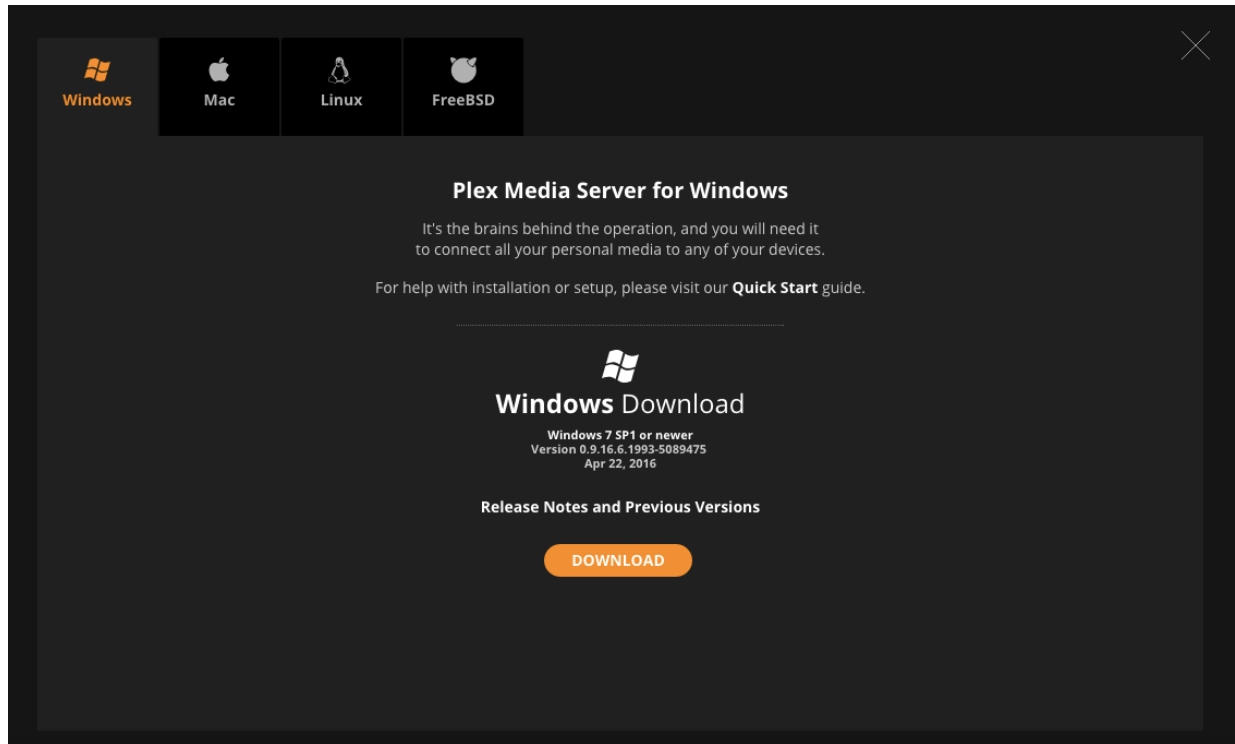 Windows
Mac
Linux
FreeBSD
Plex Media Server for Windows
It's the brains behind the operation, and you will need it
to connect all your personal media to any of your devices.
For help with installation or setup, please visit our Quick Start guide.
Windows Download
Windows 7 SP1 or newer
Version 0.9.16.6.1993-5089475
Apr 22, 2016
Release Notes and Previous Versions
DOWNLOAD